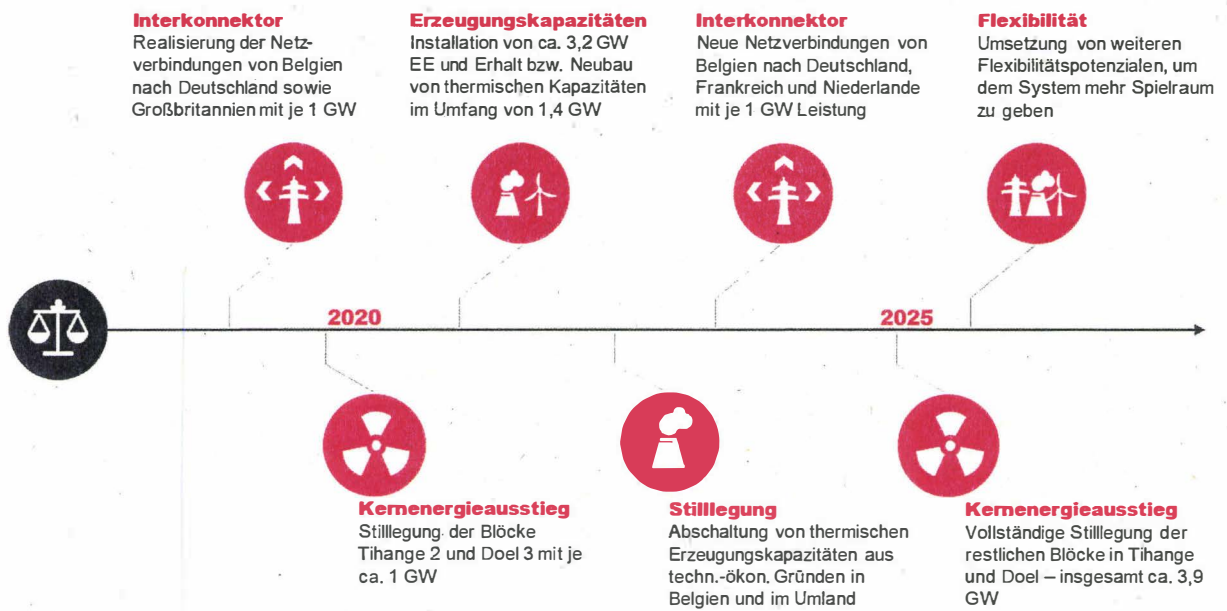 Interkonnektor
Realisierung der Netz-
verbindungen von Belgien
nach Deutschland sowie
Großbritannien mit je 1 GW
Erzeugungskapazitäten
Installation von ca. 3,2 GW
EE und Erhalt bzw. Neubau
von thermischen Kapazitäten
im Umfang von 1,4 GW
Interkonnektor
Neue Netzverbindungen von
Belgien nach Deutschland,
Frankreich und Niederlande
mit je 1 GW Leistung
Flexibilität
Umsetzung von weiteren
Flexibilitätspotenzialen, um
dem System mehr Spielraum
zu geben
2020
2025
Kernenergieausstieg
Stilllegung der Blöcke
Tihange 2 und Doel 3 mit je
ca. 1 GW
Stilllegung
Abschaltung von thermischen
Erzeugungskapazitäten aus
techn.-ökon. Gründen in
Belgien und im Umland
Kernenergieausstieg
Vollständige Stilllegung der
restlichen Blöcke in Tihange
und Doel – insgesamt ca. 3,9
GW